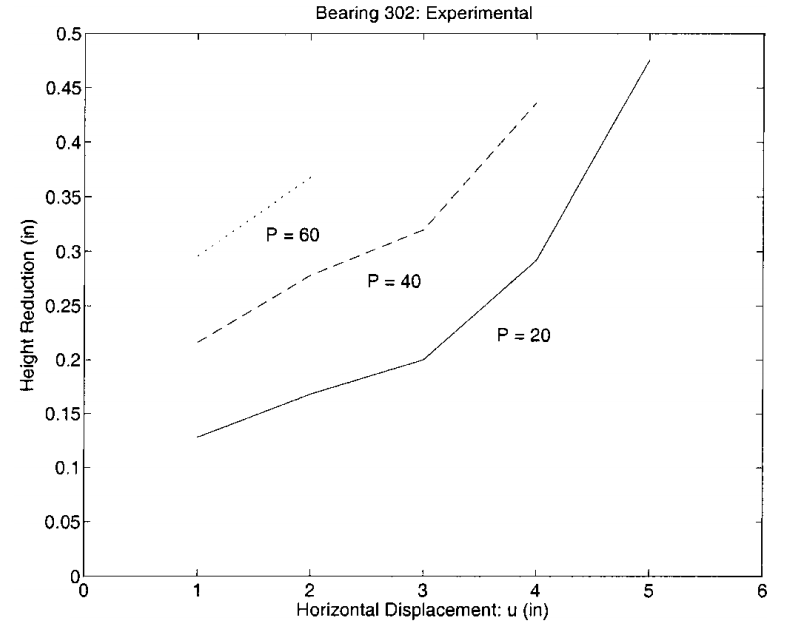 Bearing 302: Experimental
0.5
0.45
0.4
0.35
0.3
0.25
0.2
0.15
0.1
0.05
0
Height Reduction (in)
P = 60
P = 40
P = 20
0 1 2 3 4 5 6
Horizontal Displacement: u (in)